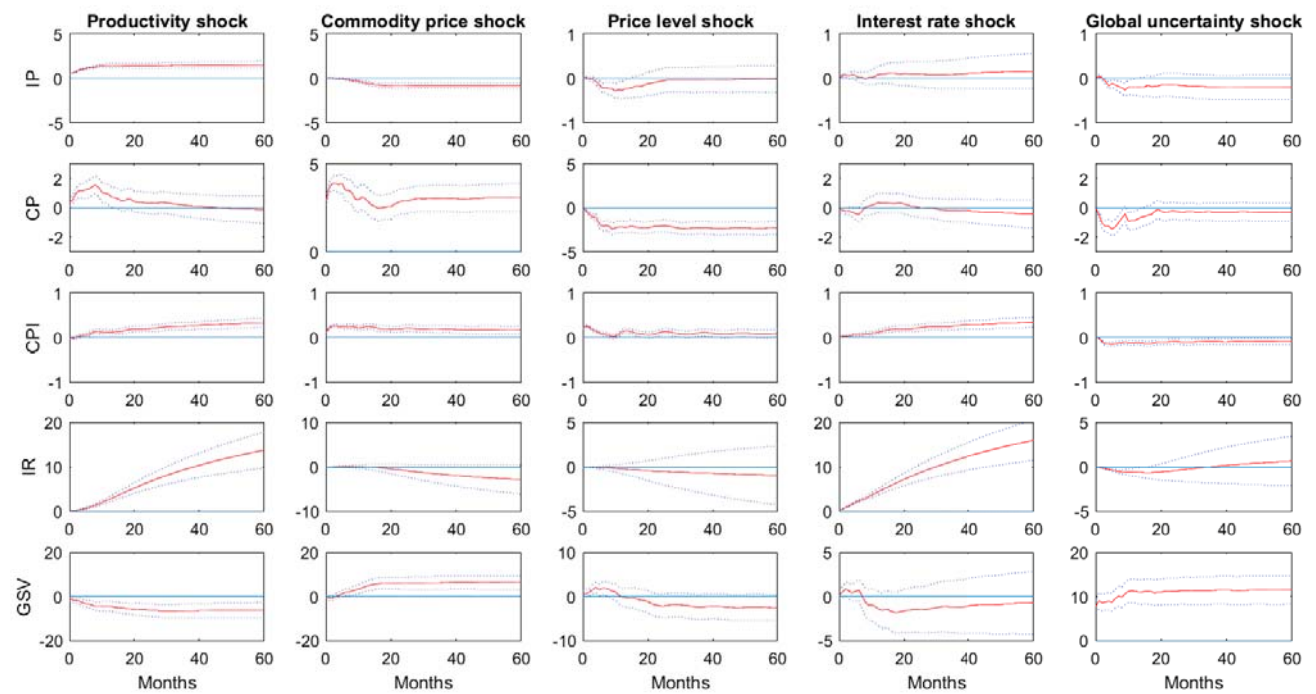 Productivity shock Commodity price shock Price level shock Interest rate shock Global uncertainty shock
IP
5 5 1 1 1
0 0 0 0 0
-5 -5 -1 -1 -1
0 20 40 60 0 20 40 60 0 20 40 60 0 20 40 60 0 20 40 60
CP
2 5 5 2 2
0 0 0 0
-2 0 -5 -2 -2
0 20 40 60 0 20 40 60 0 20 40 60 0 20 40 60 0 20 40 60
CPI
1 1 1 1 1
0 0 0 0 0
-1 -1 -1 -1 -1
0 20 40 60 0 20 40 60 0 20 40 60 0 20 40 60 0 20 40 60
IR
20 10 5 20 5
10 0 0 10 0
0 -10 -5 0 -5
0 20 40 60 0 20 40 60 0 20 40 60 0 20 40 60 0 20 40 60
GSV
20 20 10 5 20
0 0 0 0 10
-20 -20 -10 -5 0
0 20 40 60 0 20 40 60 0 20 40 60 0 20 40 60 0 20 40 60
Months Months Months Months Months